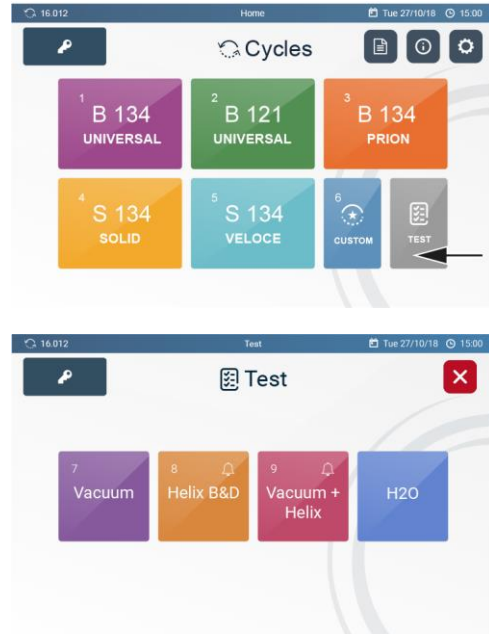 16.012 Home Tue 27/10/18 15:00
Cycles
1 2 3
B 134 B 121 B 134
UNIVERSAL UNIVERSAL PRION
4 5 6
S 134 S 134
SOLID VELOCE CUSTOM TEST
16.012 Test Tue 27/10/18 15:00
Test
7 8 9
Vacuum Helix B&D Vacuum + H2O
Helix